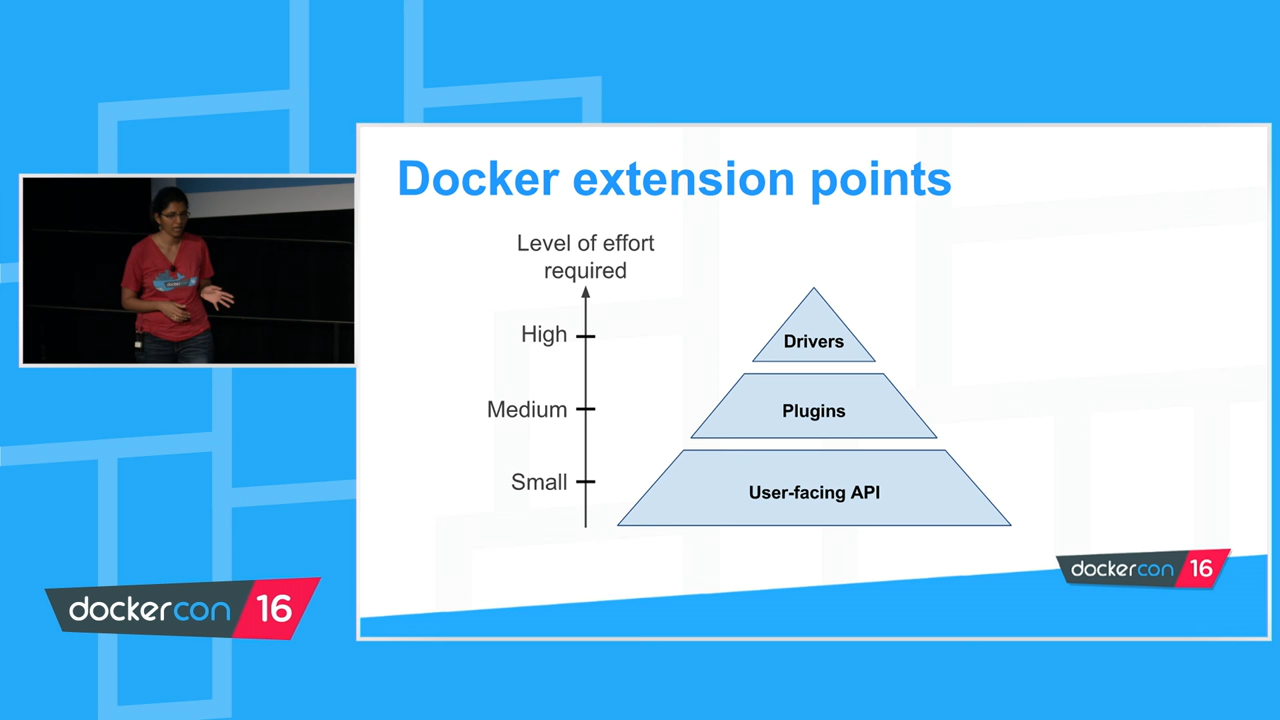 Docker extension points
Level of effort
required
High
Medium
Small
Drivers
Plugins
User-facing API
dockercon 16
dockercon 16